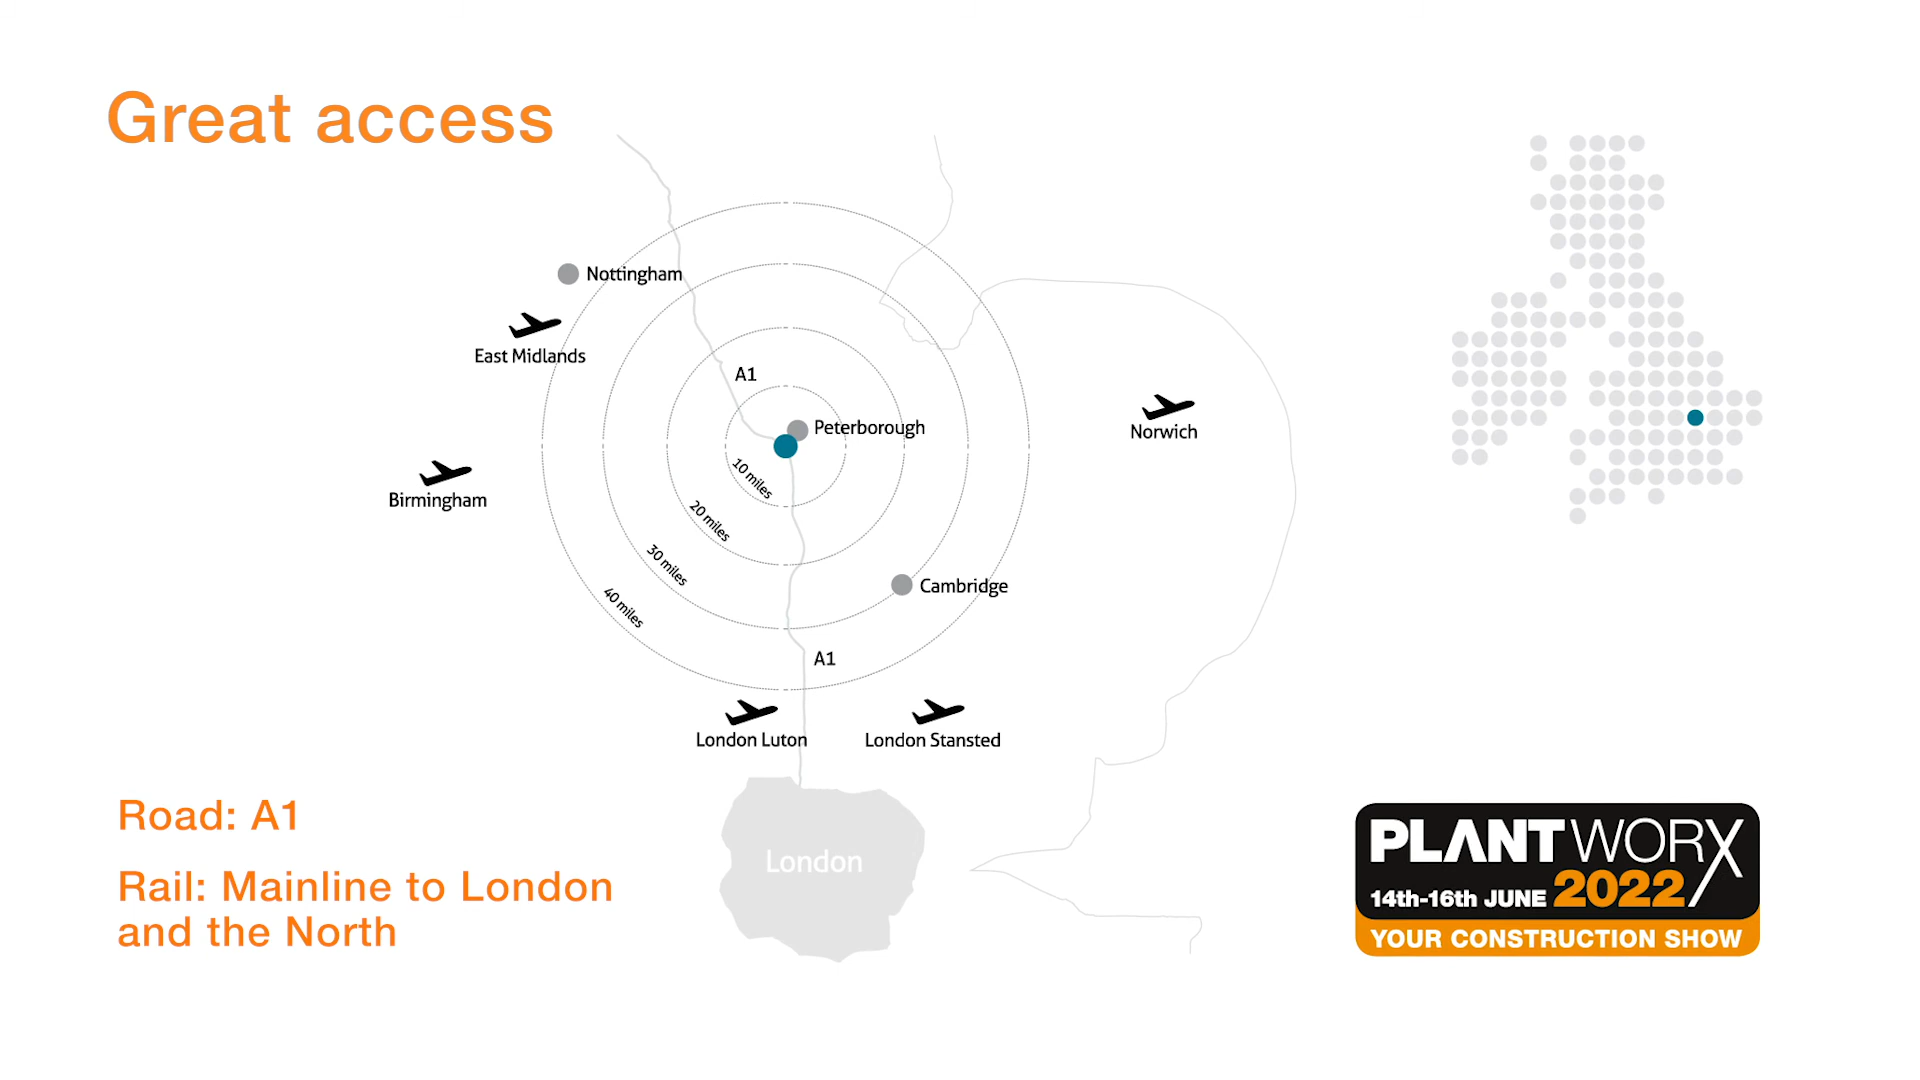 Great access
Nottingham
East Midlands
A1
Peterborough
Norwich
10 miles
Birmingham
20 miles
30 miles
40 miles
Cambridge
A1
London Luton
London Stansted
London
Road: A1
Rail: Mainline to London
and the North
PLANTWORX
14th-16th JUNE 2022
YOUR CONSTRUCTION SHOW